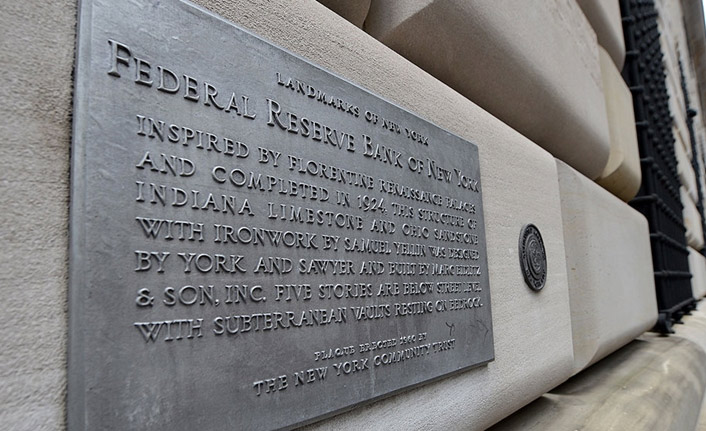 LANDMARKS OF NEW YORK
FEDERAL RESERVE BANK OF NEW YORK
INSPIRED BY FLORENTINE RENAISSANCE PALACES
AND COMPLETED IN 1924, THIS STRUCTURE OF
INDIANA LIMESTONE AND OHIO SANDSTONE
WITH IRONWORK BY SAMUEL YELLIN WAS DESIGNED
BY YORK AND SAWYER AND BUILT BY MARC EIDLITZ
& SON, INC. FIVE STORIES ARE BELOW STREET LEVEL
WITH SUBTERRANEAN VAULTS RESTING ON BEDROCK.
PLAQUE ERECTED BY
THE NEW YORK COMMUNITY TRUST